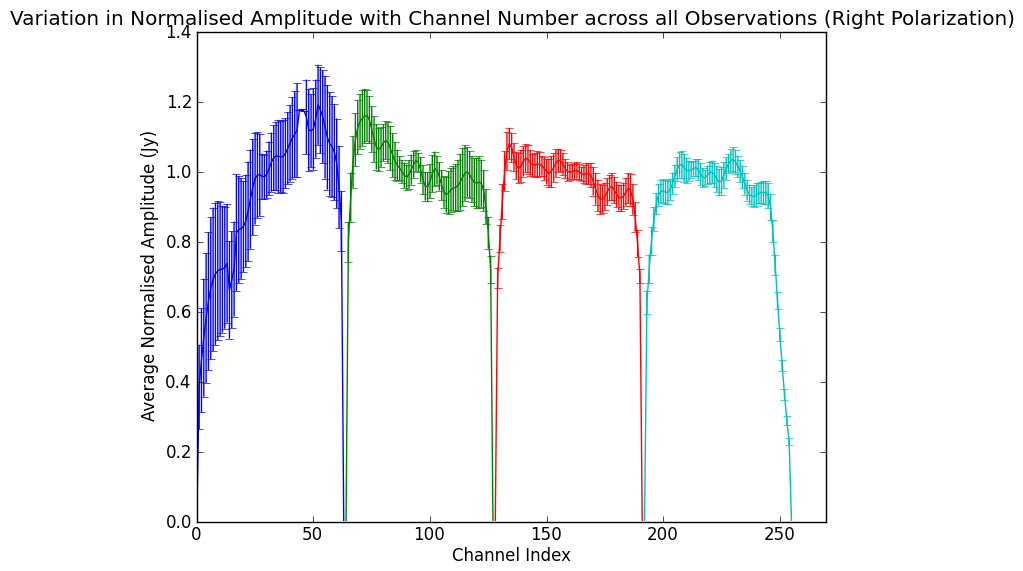 Variation in Normalised Amplitude with Channel Number across all Observations (Right Polarization)
1.4
1.2
1.0
0.8
0.6
0.4
0.2
0.0
Average Normalised Amplitude (Jy)
0 50 100 150 200 250
Channel Index